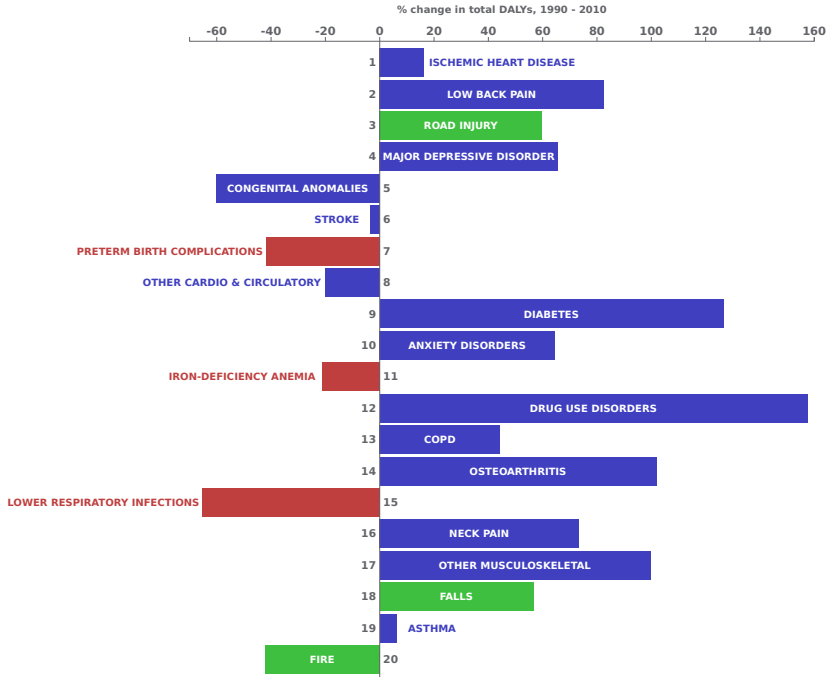 % change in total DALYs, 1990 - 2010
-60 -40 -20 0 20 40 60 80 100 120 140 160
1 ISCHEMIC HEART DISEASE
2 LOW BACK PAIN
3 ROAD INJURY
4 MAJOR DEPRESSIVE DISORDER
CONGENITAL ANOMALIES 5
STROKE 6
PRETERM BIRTH COMPLICATIONS 7
OTHER CARDIO & CIRCULATORY 8
9 DIABETES
10 ANXIETY DISORDERS
IRON-DEFICIENCY ANEMIA 11
12 DRUG USE DISORDERS
13 COPD
14 OSTEOARTHRITIS
LOWER RESPIRATORY INFECTIONS 15
16 NECK PAIN
17 OTHER MUSCULOSKELETAL
18 FALLS
19 ASTHMA
FIRE 20